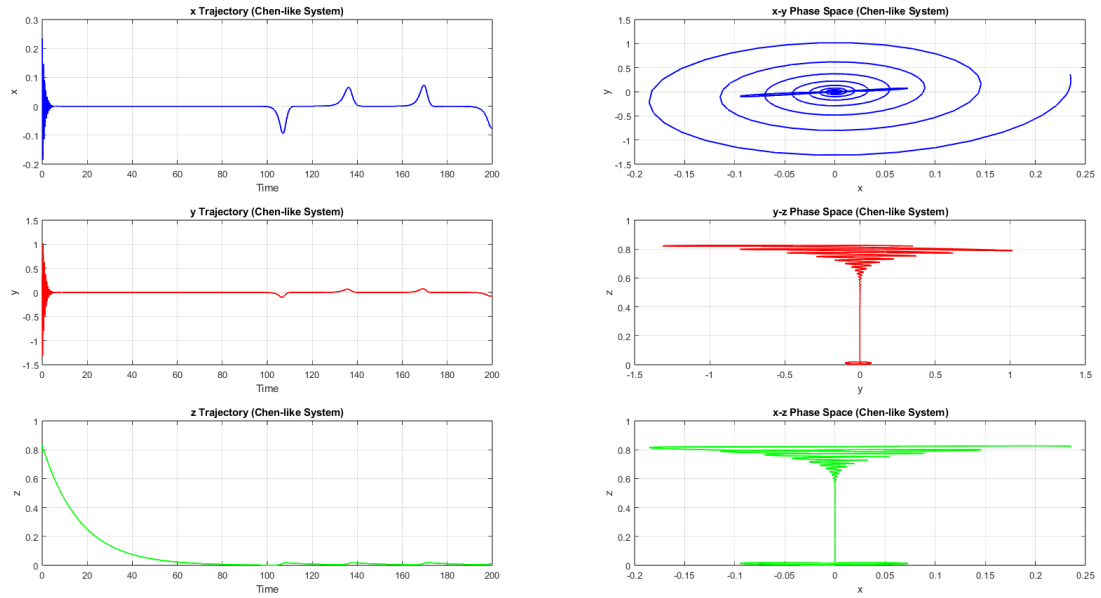 x Trajectory (Chen-like System)
0.3
0.2
0.1
0
-0.1
0.2
x
0 20 40 60 80 100 120 140 160 180 200
Time
x-y Phase Space (Chen-like System)
1.5
1
0.5
0
-0.5
-1
-1.5
y
-0.2 -0.15 -0.1 -0.05 0 0.05 0.1 0.15 0.2 0.25
x
y Trajectory (Chen-like System)
1.5
1
0.5
0
-0.5
-1
-1.5
y
0 20 40 60 80 100 120 140 160 180 200
Time
y-z Phase Space (Chen-like System)
1
0.8
0.6
0.4
0.2
0
z
-1.5 -1 -0.5 0 0.5 1 1.5
y
z Trajectory (Chen-like System)
1
0.8
0.6
0.4
0.2
0
z
0 20 40 60 80 100 120 140 160 180 200
Time
x-z Phase Space (Chen-like System)
1
0.8
0.6
0.4
0.2
0
z
-0.2 -0.15 -0.1 -0.05 0 0.05 0.1 0.15 0.2 0.25
x